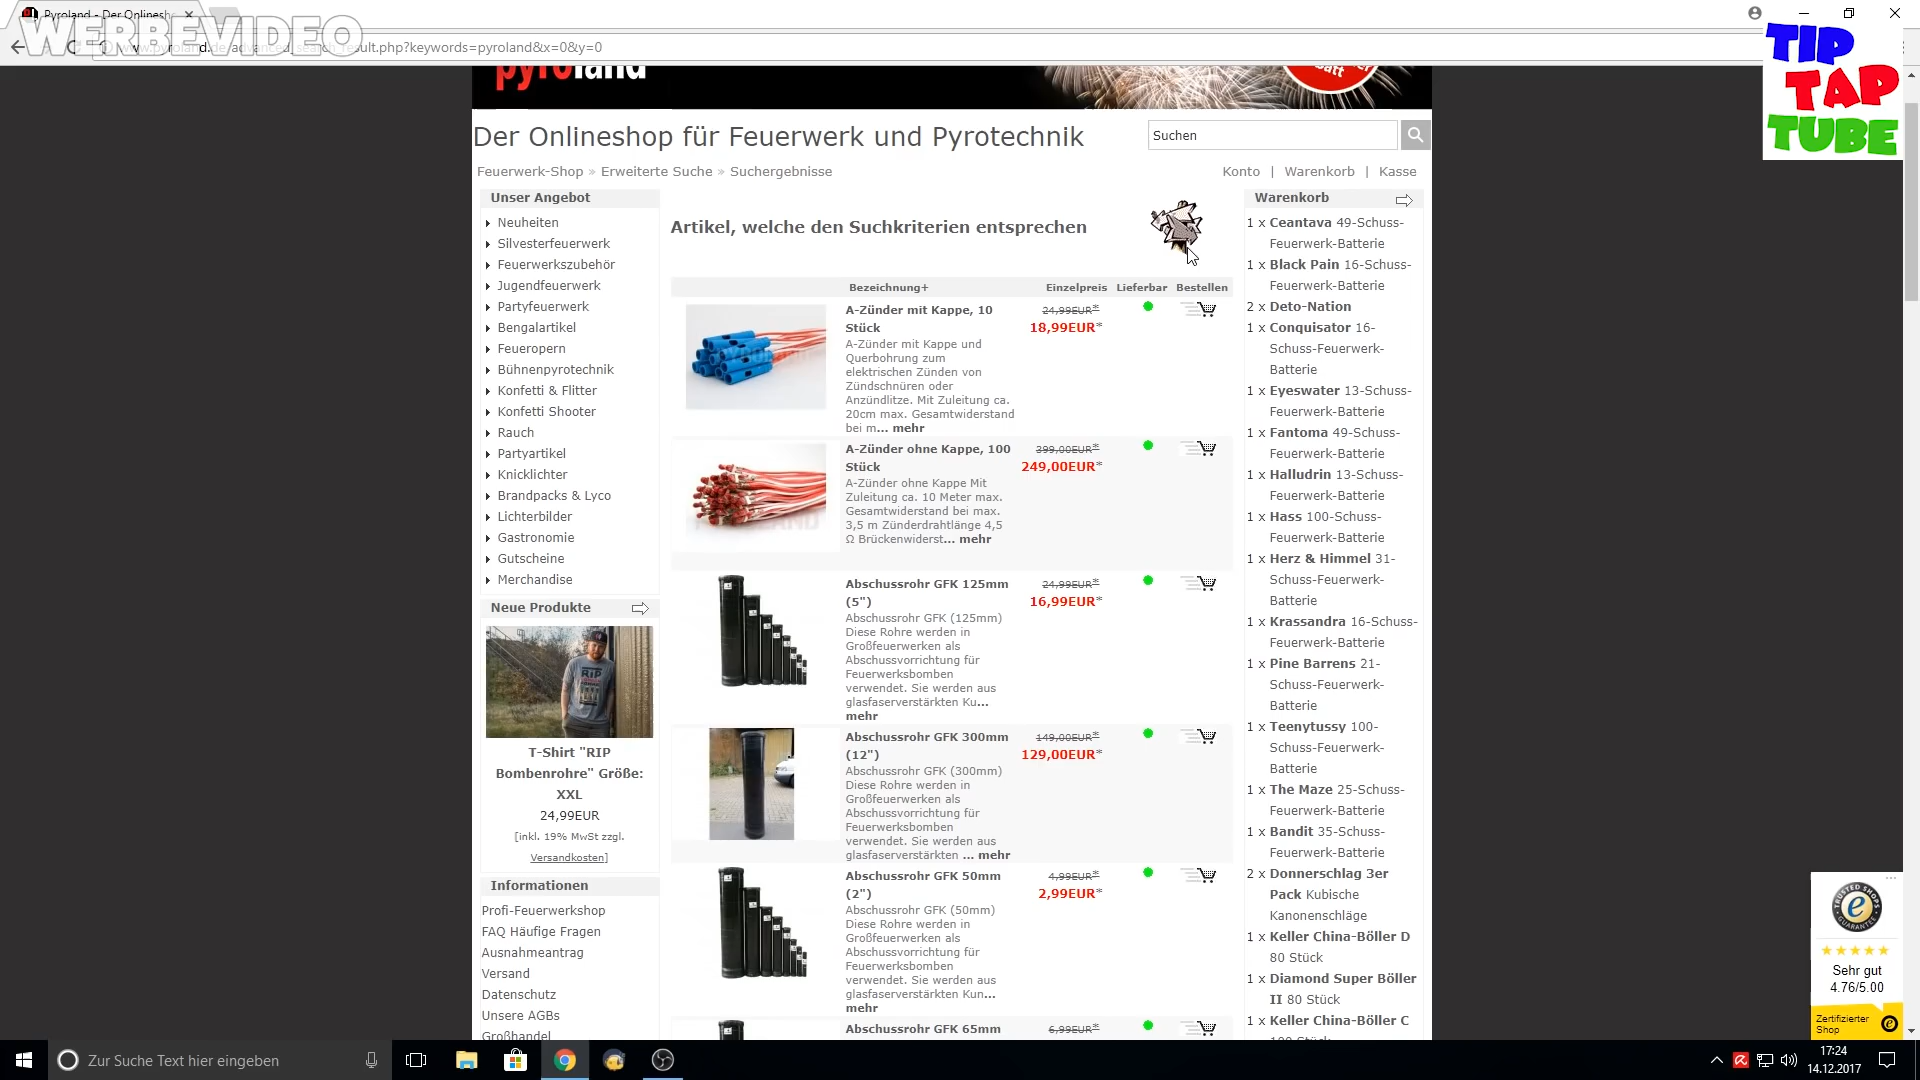 Pyroland - Der Onlinesh
WERBEVIDEO
www.pyroland.de/advanced_search_result.php?keywords=pyroland&x=0&y=0
TIP
TAP
TUBE
pyroland
Der Onlineshop für Feuerwerk und Pyrotechnik
Suchen
Feuerwerk-Shop » Erweiterte Suche » Suchergebnisse
Konto | Warenkorb | Kasse
Unser Angebot
Neuheiten
Silvesterfeuerwerk
Feuerwerkszubehör
Jugendfeuerwerk
Partyfeuerwerk
Bengalartikel
Feueropern
Bühnenpyrotechnik
Konfetti & Flitter
Konfetti Shooter
Rauch
Partyartikel
Knicklichter
Brandpacks & Lyco
Lichterbilder
Gastronomie
Gutscheine
Merchandise
Neue Produkte
RIP
T-Shirt "RIP
Bombenrohre" Größe:
XXL
24,99EUR
[inkl. 19% MwSt zzgl.
Versandkosten]
Informationen
Profi-Feuerwerkshop
FAQ Häufige Fragen
Ausnahmeantrag
Versand
Datenschutz
Unsere AGBs
Großhandel
Artikel, welche den Suchkriterien entsprechen
Bezeichnung+ Einzelpreis Lieferbar Bestellen
A-Zünder mit Kappe, 10 24,99EUR*
Stück 18,99EUR*
A-Zünder mit Kappe und
Querbohrung zum
elektrischen Zünden von
Zündschnüren oder
Anzündlitze. Mit Zuleitung ca.
20cm max. Gesamtwiderstand
bei m... mehr
A-Zünder ohne Kappe, 100 399,00EUR*
Stück 249,00EUR*
A-Zünder ohne Kappe Mit
Zuleitung ca. 10 Meter max.
Gesamtwiderstand bei max.
3,5 m Zünderdrahtlänge 4,5
Ω Brückenwiderst... mehr
Abschussrohr GFK 125mm 24,99EUR*
(5") 16,99EUR*
Abschussrohr GFK (125mm)
Diese Rohre werden in
Großfeuerwerken als
Abschussvorrichtung für
Feuerwerksbomben
verwendet. Sie werden aus
glasfaserverstärkten Ku...
mehr
Abschussrohr GFK 300mm 149,00EUR*
(12") 129,00EUR*
Abschussrohr GFK (300mm)
Diese Rohre werden in
Großfeuerwerken als
Abschussvorrichtung für
Feuerwerksbomben
verwendet. Sie werden aus
glasfaserverstärkten ... mehr
Abschussrohr GFK 50mm 4,99EUR*
(2") 2,99EUR*
Abschussrohr GFK (50mm)
Diese Rohre werden in
Großfeuerwerken als
Abschussvorrichtung für
Feuerwerksbomben
verwendet. Sie werden aus
glasfaserverstärkten Kun...
mehr
Abschussrohr GFK 65mm 6,99EUR*
Warenkorb
1 x Ceantava 49-Schuss-
Feuerwerk-Batterie
1 x Black Pain 16-Schuss-
Feuerwerk-Batterie
2 x Deto-Nation
1 x Conquisator 16-
Schuss-Feuerwerk-
Batterie
1 x Eyeswater 13-Schuss-
Feuerwerk-Batterie
1 x Fantoma 49-Schuss-
Feuerwerk-Batterie
1 x Halludrin 13-Schuss-
Feuerwerk-Batterie
1 x Hass 100-Schuss-
Feuerwerk-Batterie
1 x Herz & Himmel 31-
Schuss-Feuerwerk-
Batterie
1 x Krassandra 16-Schuss-
Feuerwerk-Batterie
1 x Pine Barrens 21-
Schuss-Feuerwerk-
Batterie
1 x Teenytussy 100-
Schuss-Feuerwerk-
Batterie
1 x The Maze 25-Schuss-
Feuerwerk-Batterie
1 x Bandit 35-Schuss-
Feuerwerk-Batterie
2 x Donnerschlag 3er
Pack Kubische
Kanonenschläge
1 x Keller China-Böller D
80 Stück
1 x Diamond Super Böller
II 80 Stück
1 x Keller China-Böller C
TRUSTED SHOPS
GUARANTEE
Sehr gut
4.76/5.00
Zertifizierter
Shop
Zur Suche Text hier eingeben
17:24
14.12.2017